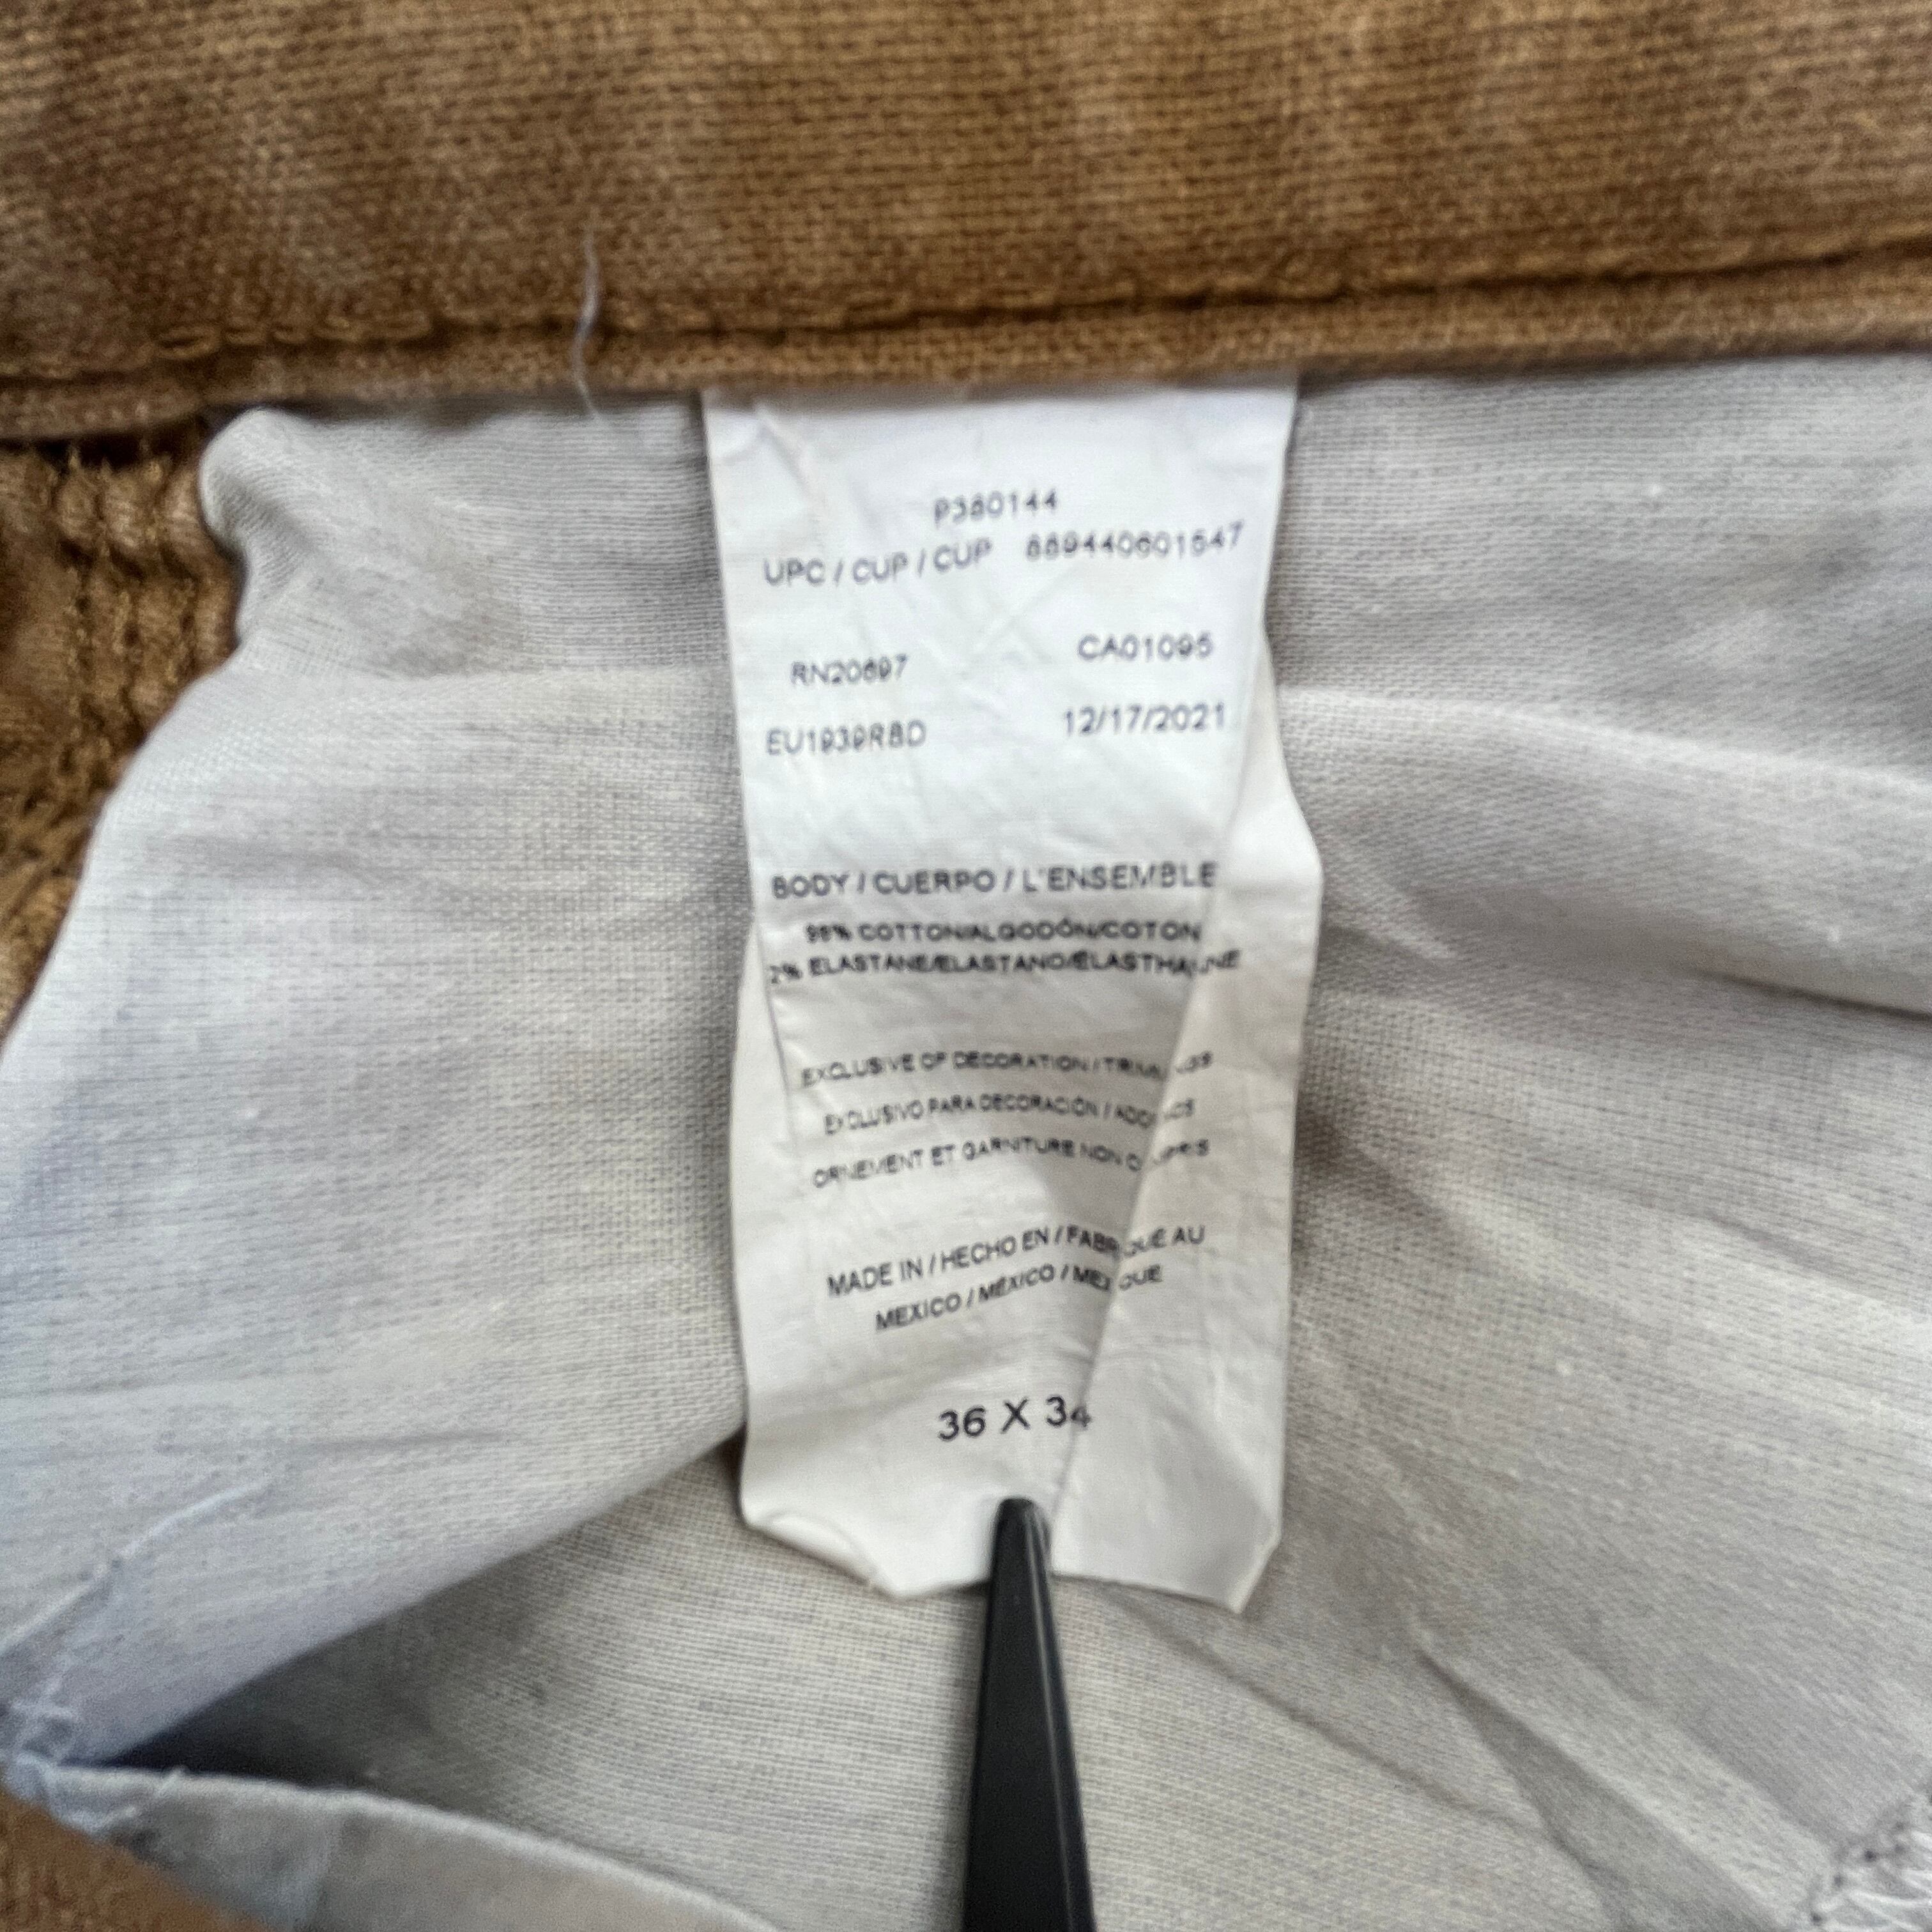 P380144
UPC / CUP / CUP 889440601547
RN20697 CA01095
EU1939RBD 12/17/2021
BODY / CUERPO / L'ENSEMBLE
98% COTTON/ALGODÓN/COTON
2% ELASTANE/ELASTANO/ÉLASTHANNE
EXCLUSIVE OF DECORATION / TRIMMINGS
EXCLUSIVO PARA DECORACIÓN / ADORNOS
ORNEMENT ET GARNITURE NON COMPRIS
MADE IN / HECHO EN / FABRIQUÉ AU
MEXICO / MÉXICO / MEXIQUE
36 X 34